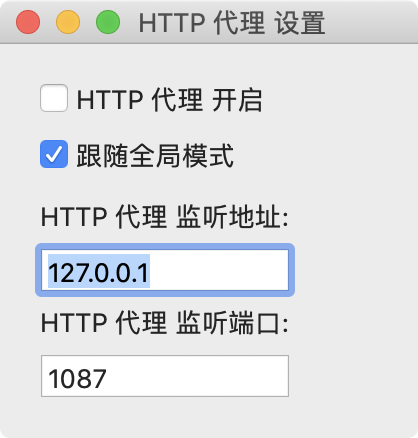 HTTP 代理 设置
HTTP 代理 开启
跟随全局模式
HTTP 代理 监听地址:
127.0.0.1
HTTP 代理 监听端口:
1087